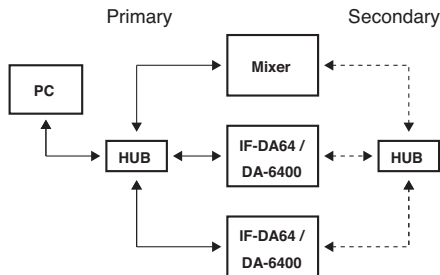 Primary
Secondary
Mixer
PC
HUB
IF-DA64 /
DA-6400
HUB
IF-DA64 /
DA-6400